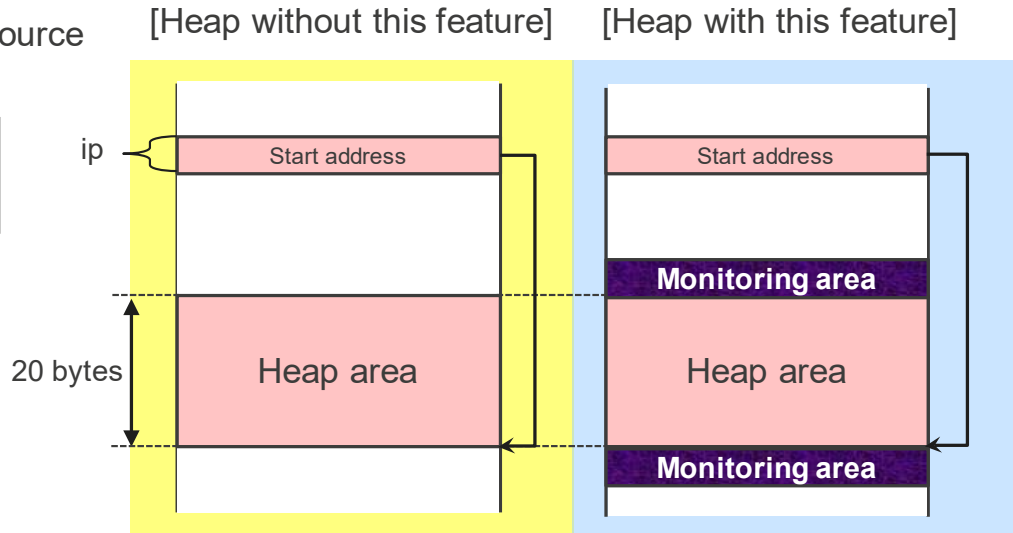 ource
[Heap without this feature]
[Heap with this feature]
ip
Start address
Start address
Monitoring area
20 bytes
Heap area
Heap area
Monitoring area